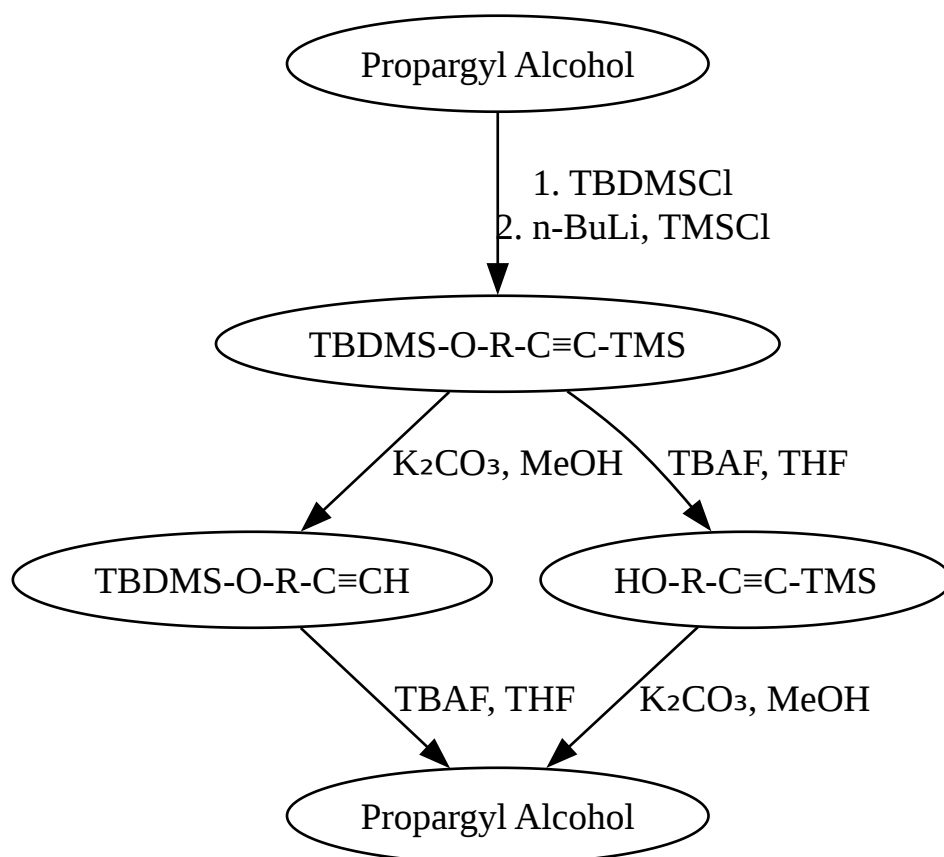 Propargyl Alcohol
1. TBDMSCl
2. n-BuLi, TMSCl
TBDMS-O-R-C≡C-TMS
K₂CO₃, MeOH
TBAF, THF
TBDMS-O-R-C≡CH
HO-R-C≡C-TMS
TBAF, THF
K₂CO₃, MeOH
Propargyl Alcohol